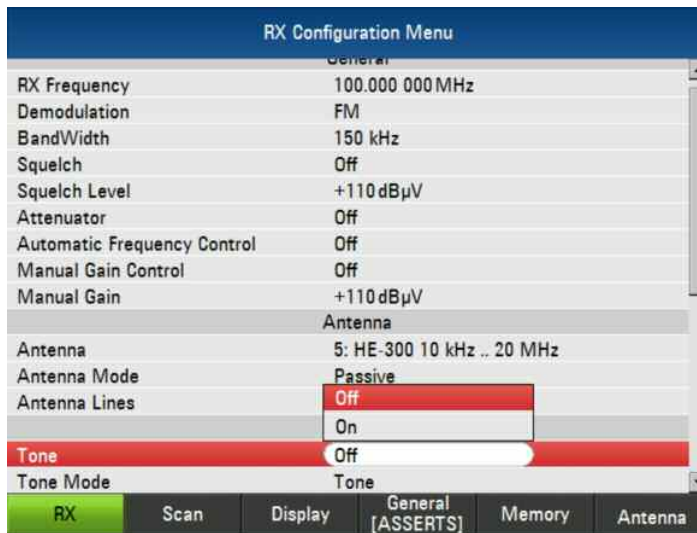 RX Configuration Menu
General
RX Frequency 100.000 000 MHz
Demodulation FM
BandWidth 150 kHz
Squelch Off
Squelch Level +110 dBµV
Attenuator Off
Automatic Frequency Control Off
Manual Gain Control Off
Manual Gain +110 dBµV
Antenna
Antenna 5: HE-300 10 kHz .. 20 MHz
Antenna Mode Passive
Antenna Lines Off
On
Tone Off
Tone Mode Tone
RX Scan Display General [ASSERTS] Memory Antenna